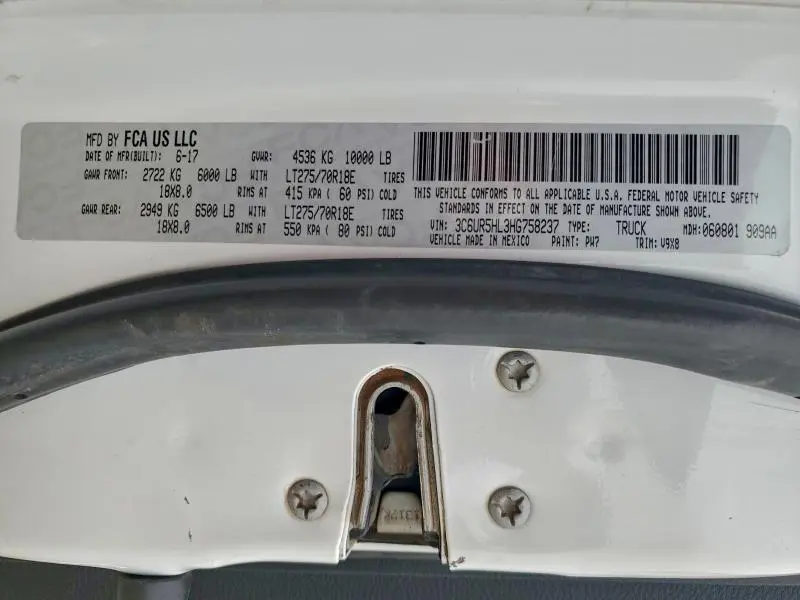 MFD BY FCA US LLC
DATE OF MFR(BUILT): 6-17 GVWR: 4536 KG 10000 LB
GAWR FRONT: 2722 KG 6000 LB WITH LT275/70R18E TIRES
18X8.0 RIMS AT 415 KPA ( 60 PSI) COLD
GAWR REAR: 2949 KG 6500 LB WITH LT275/70R18E TIRES
18X8.0 RIMS AT 550 KPA ( 80 PSI) COLD
THIS VEHICLE CONFORMS TO ALL APPLICABLE U.S.A. FEDERAL MOTOR VEHICLE SAFETY
STANDARDS IN EFFECT ON THE DATE OF MANUFACTURE SHOWN ABOVE.
VIN: 3C6UR5HL3HG758237 TYPE: TRUCK MDH: 060801 909AA
VEHICLE MADE IN MEXICO PAINT: PW7 TRIM: V9X8